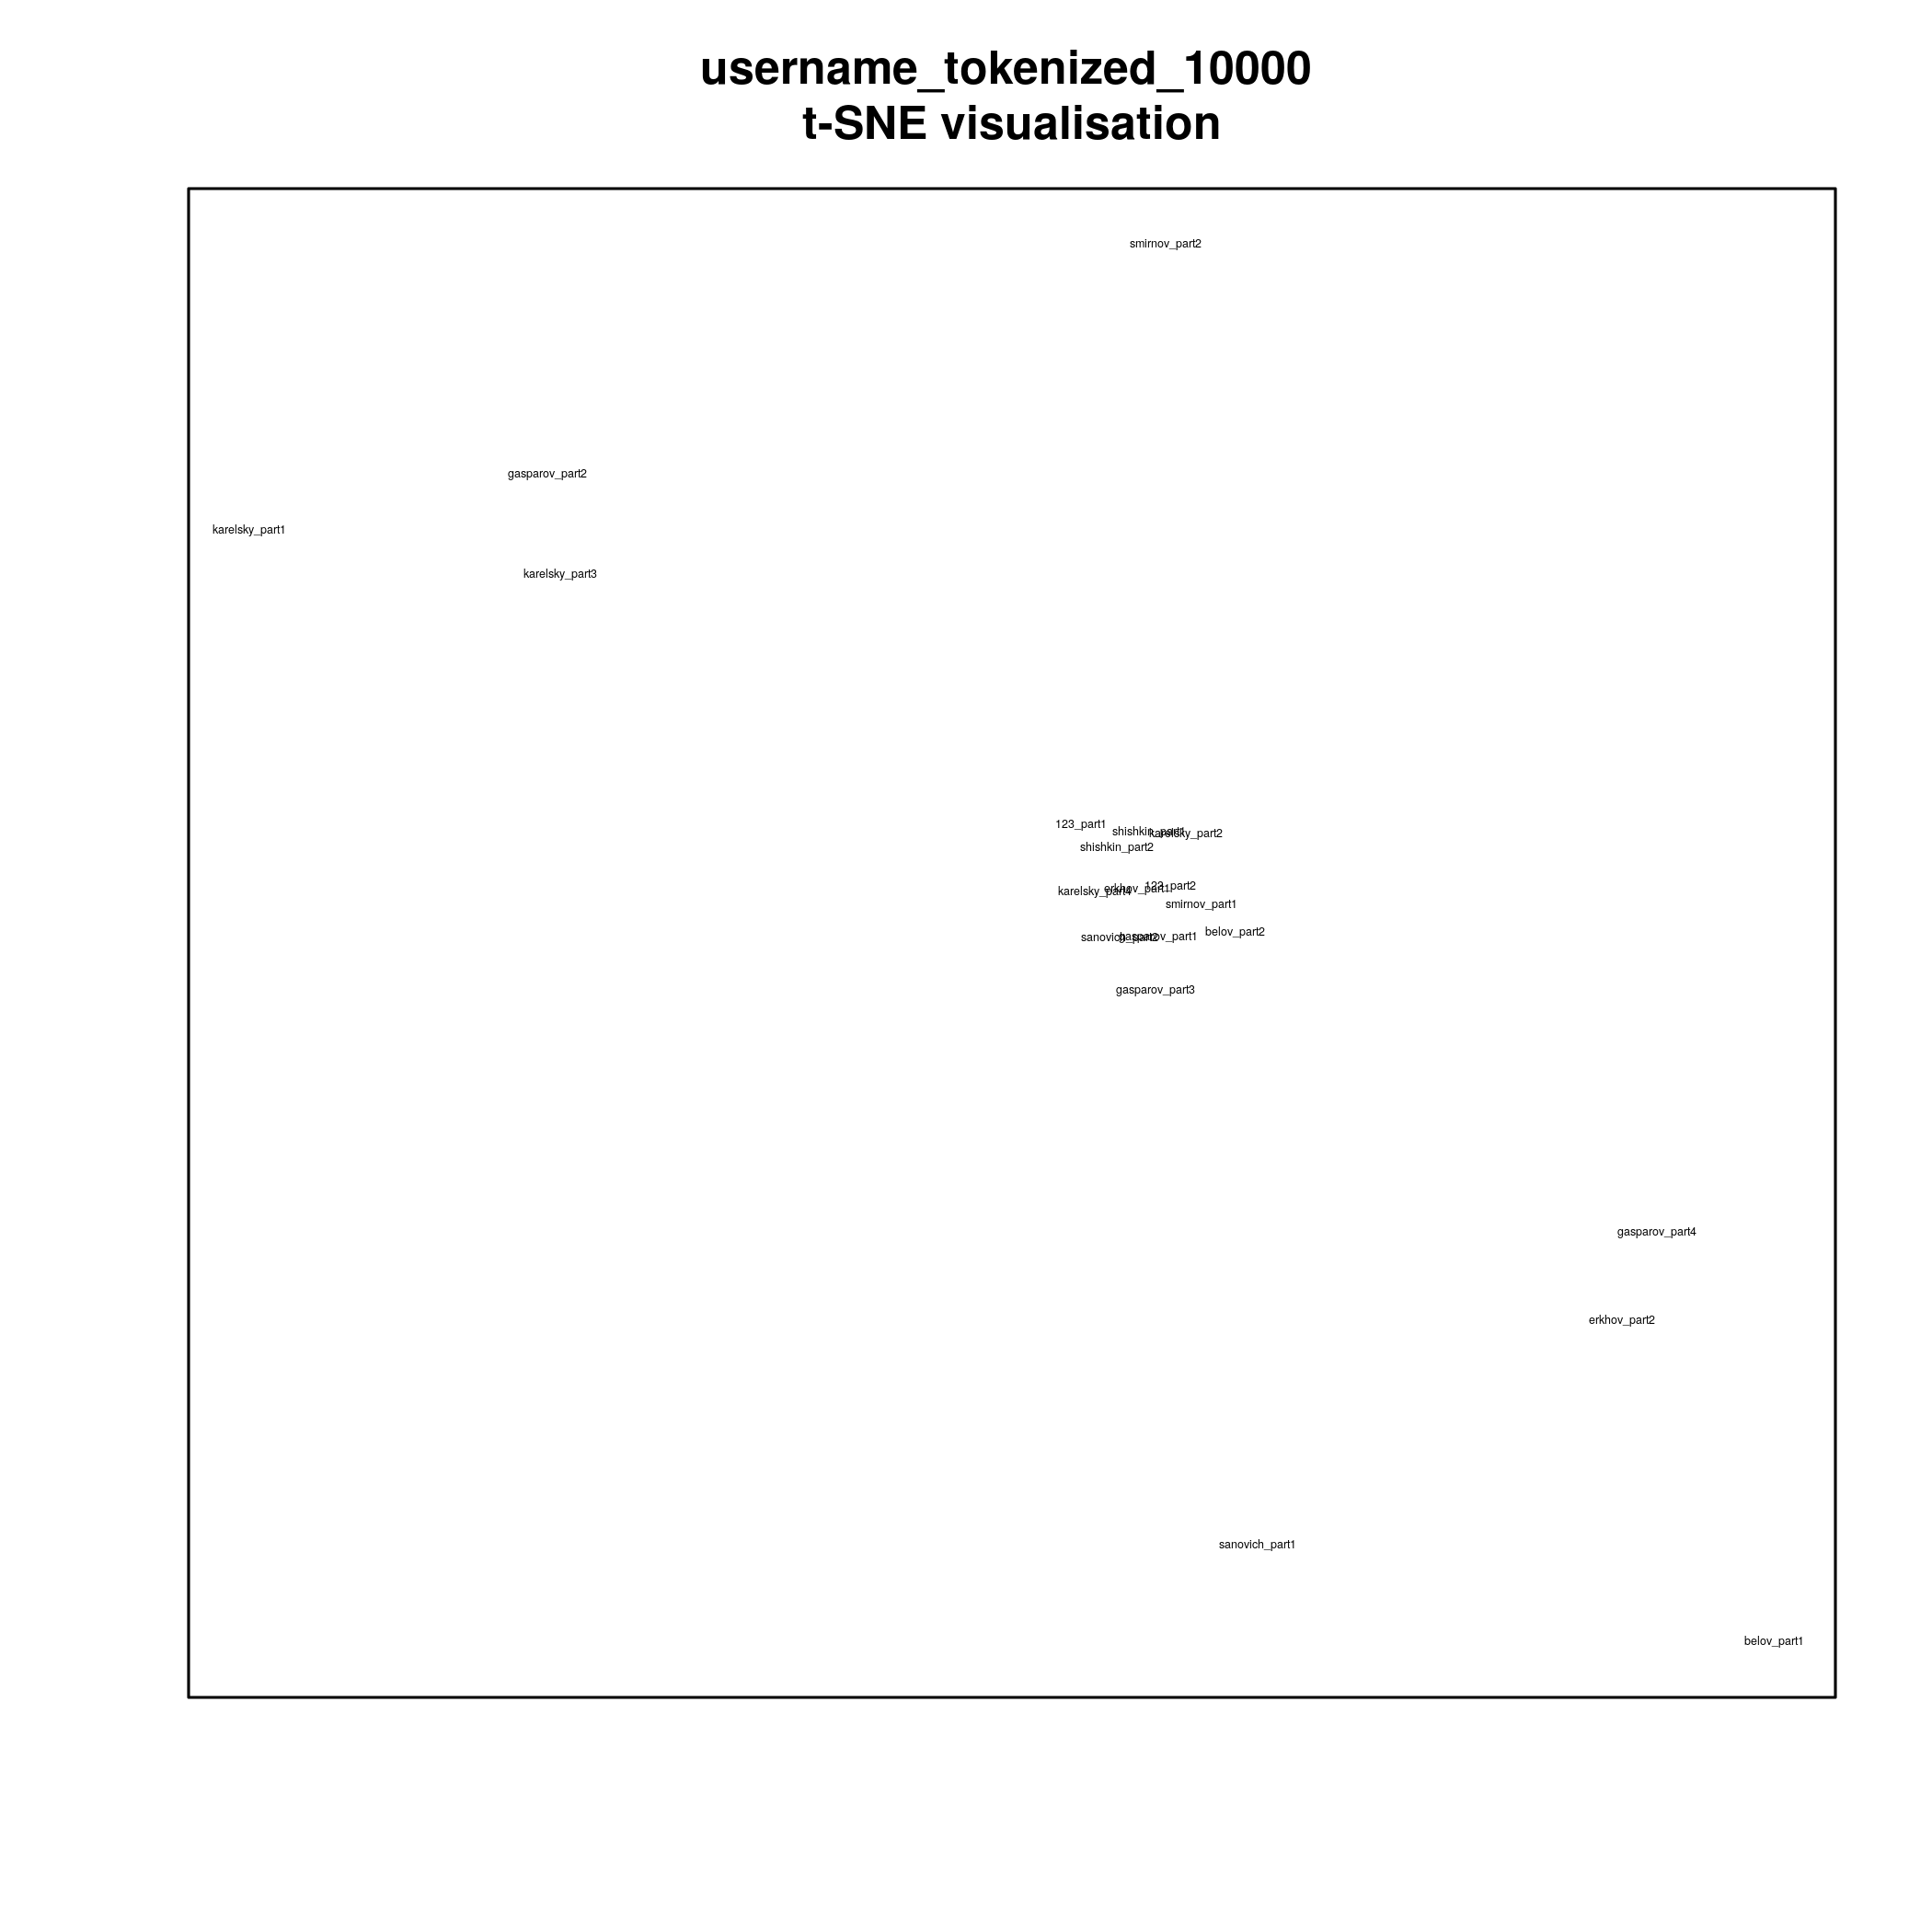 username_tokenized_10000
t-SNE visualisation
smirnov_part2
gasparov_part2
karelsky_part1
karelsky_part3
123_part1
shishkin_part1
karelsky_part2
shishkin_part2
123_part2
erkhov_part1
karelsky_part4
smirnov_part1
belov_part2
sanovich_part2
gasparov_part1
gasparov_part3
gasparov_part4
erkhov_part2
sanovich_part1
belov_part1